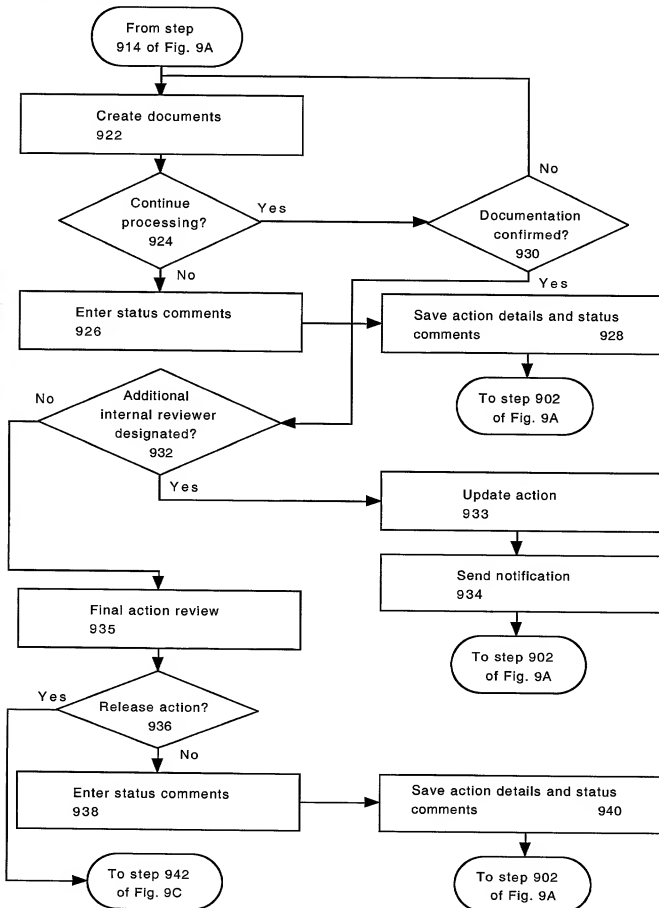 From step
914 of Fig. 9A
Create documents
922
No
Continue
processing?
924
Yes
Documentation
confirmed?
930
No
Yes
Enter status comments
926
Save action details and status
comments 928
To step 902
of Fig. 9A
No
Additional
internal reviewer
designated?
932
Yes
Update action
933
Send notification
934
To step 902
of Fig. 9A
Final action review
935
Yes
Release action?
936
No
Enter status comments
938
Save action details and status
comments 940
To step 942
of Fig. 9C
To step 902
of Fig. 9A